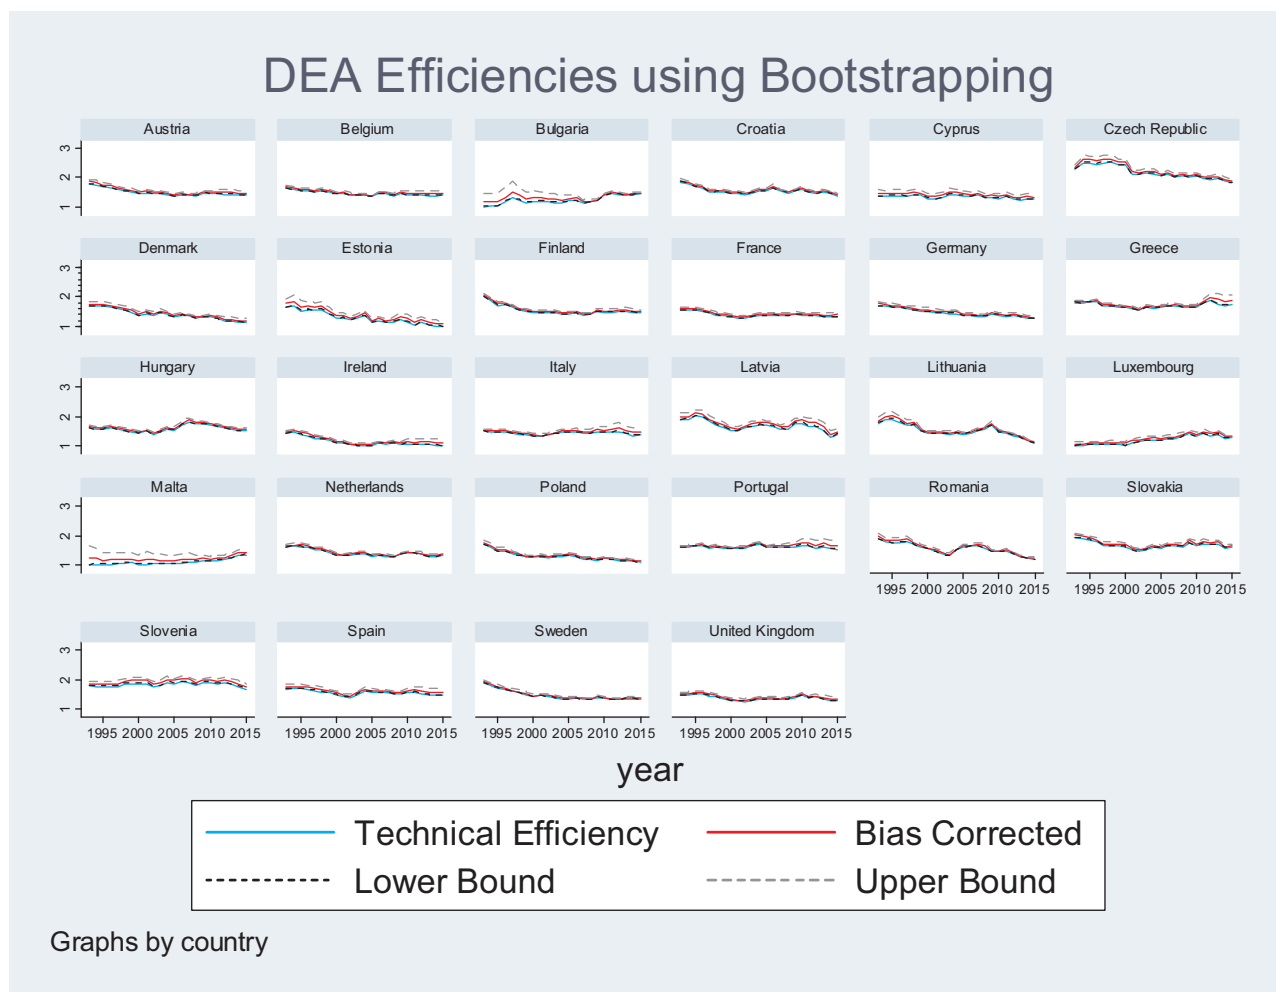 DEA Efficiencies using Bootstrapping
Austria Belgium Bulgaria Croatia Cyprus Czech Republic
3
2
1
Denmark Estonia Finland France Germany Greece
3
2
1
Hungary Ireland Italy Latvia Lithuania Luxembourg
3
2
1
Malta Netherlands Poland Portugal Romania Slovakia
3
2
1
1995 2000 2005 2010 2015 1995 2000 2005 2010 2015
Slovenia Spain Sweden United Kingdom
3
2
1
1995 2000 2005 2010 2015 1995 2000 2005 2010 2015 1995 2000 2005 2010 2015 1995 2000 2005 2010 2015
year
Technical Efficiency Bias Corrected
Lower Bound Upper Bound
Graphs by country